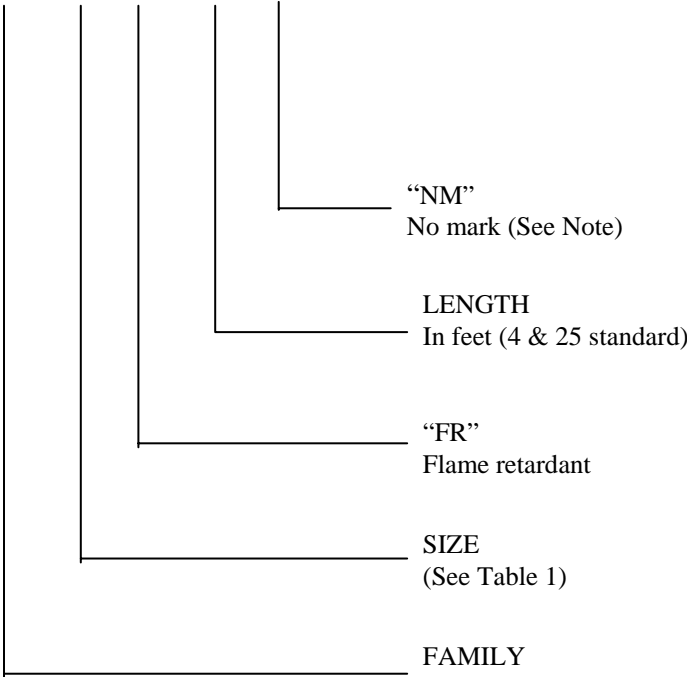 “NM”
No mark (See Note)
LENGTH
In feet (4 & 25 standard)
“FR”
Flame retardant
SIZE
(See Table 1)
FAMILY